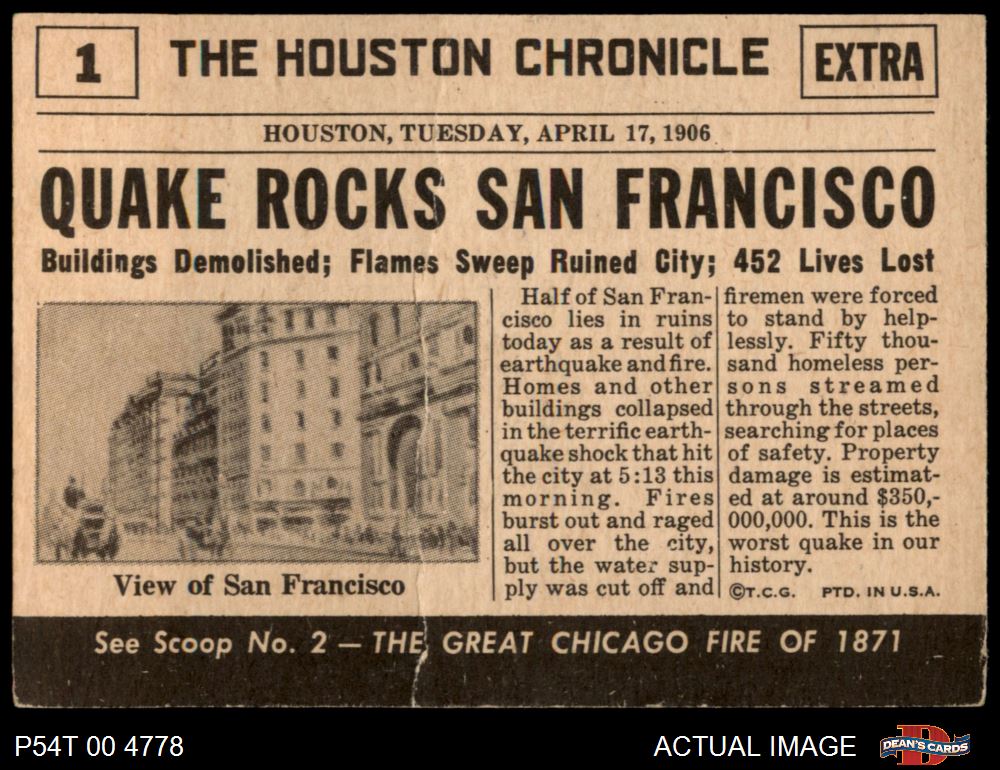 1
THE HOUSTON CHRONICLE
EXTRA
HOUSTON, TUESDAY, APRIL 17, 1906
QUAKE ROCKS SAN FRANCISCO
Buildings Demolished; Flames Sweep Ruined City; 452 Lives Lost
View of San Francisco
Half of San Fran-
cisco lies in ruins
today as a result of
earthquake and fire.
Homes and other
buildings collapsed
in the terrific earth-
quake shock that hit
the city at 5:13 this
morning. Fires
burst out and raged
all over the city,
but the water sup-
ply was cut off and
firemen were forced
to stand by help-
lessly. Fifty thou-
sand homeless per-
sons streamed
through the streets,
searching for places
of safety. Property
damage is estimat-
ed at around $350,-
000,000. This is the
worst quake in our
history.
©T.C.G. PTD. IN U.S.A.
See Scoop No. 2 — THE GREAT CHICAGO FIRE OF 1871
P54T 00 4778
ACTUAL IMAGE
DEAN'S CARDS